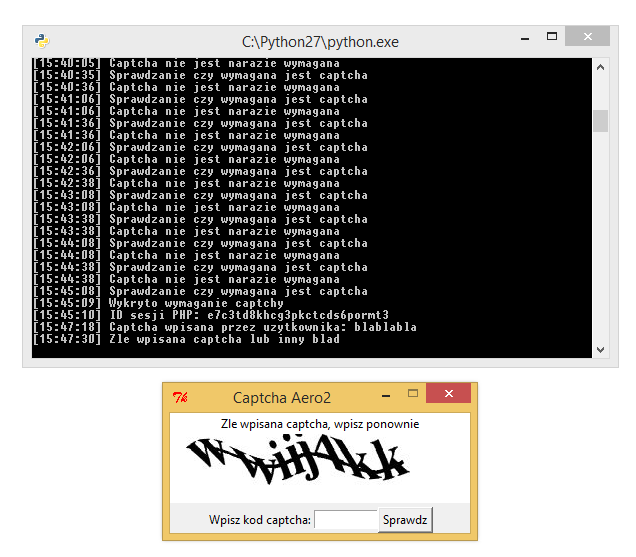 C:\Python27\python.exe
[15:40:05] Captcha nie jest narazie wymagana
[15:40:35] Sprawdzanie czy wymagana jest captcha
[15:40:36] Captcha nie jest narazie wymagana
[15:41:06] Sprawdzanie czy wymagana jest captcha
[15:41:06] Captcha nie jest narazie wymagana
[15:41:36] Sprawdzanie czy wymagana jest captcha
[15:41:36] Captcha nie jest narazie wymagana
[15:42:06] Sprawdzanie czy wymagana jest captcha
[15:42:06] Captcha nie jest narazie wymagana
[15:42:36] Sprawdzanie czy wymagana jest captcha
[15:42:38] Captcha nie jest narazie wymagana
[15:43:08] Sprawdzanie czy wymagana jest captcha
[15:43:08] Captcha nie jest narazie wymagana
[15:43:38] Sprawdzanie czy wymagana jest captcha
[15:43:38] Captcha nie jest narazie wymagana
[15:44:08] Sprawdzanie czy wymagana jest captcha
[15:44:08] Captcha nie jest narazie wymagana
[15:44:38] Sprawdzanie czy wymagana jest captcha
[15:44:38] Captcha nie jest narazie wymagana
[15:45:08] Sprawdzanie czy wymagana jest captcha
[15:45:09] Wykryto wymaganie captchy
[15:45:10] ID sesji PHP: e7c3td8khcg3pkctcds6pormt3
[15:47:18] Captcha wpisana przez uzytkownika: blablabla
[15:47:30] Zle wpisana captcha lub inny blad
Captcha Aero2
Zle wpisana captcha, wpisz ponownie
Wpisz kod captcha:
Sprawdz